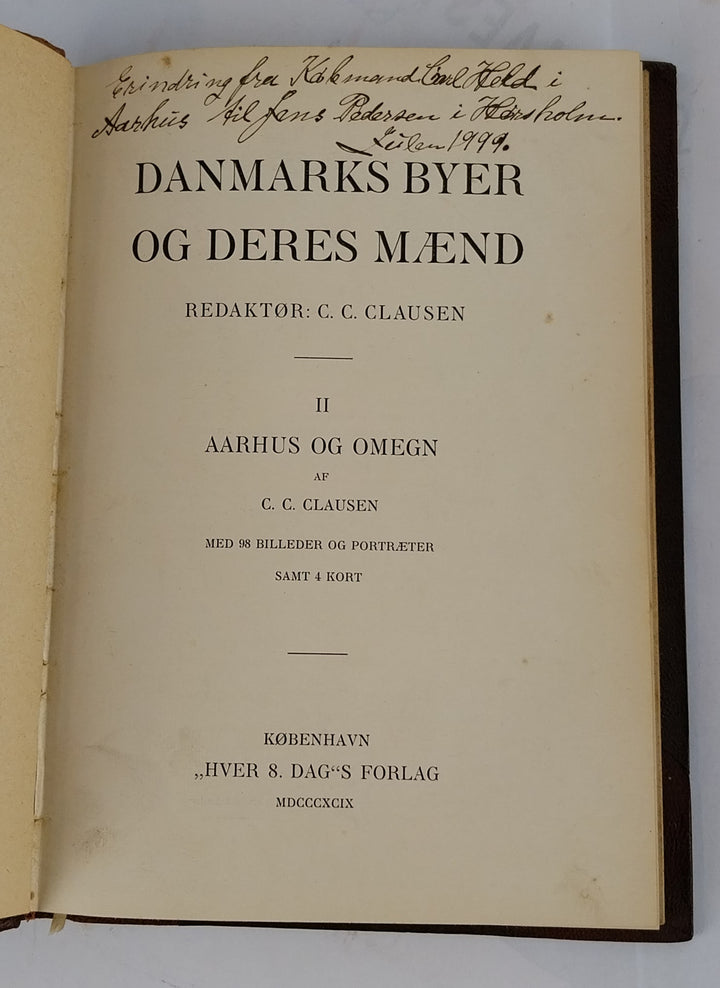 Erindring fra Købmand Carl Held i
Aarhus til Jens Pedersen i Hørsholm.
Julen 1999.
DANMARKS BYER
OG DERES MÆND
REDAKTØR: C. C. CLAUSEN
II
AARHUS OG OMEGN
AF
C. C. CLAUSEN
MED 98 BILLEDER OG PORTRÆTER
SAMT 4 KORT
KØBENHAVN
„HVER 8. DAG“S FORLAG
MDCCCXCIX